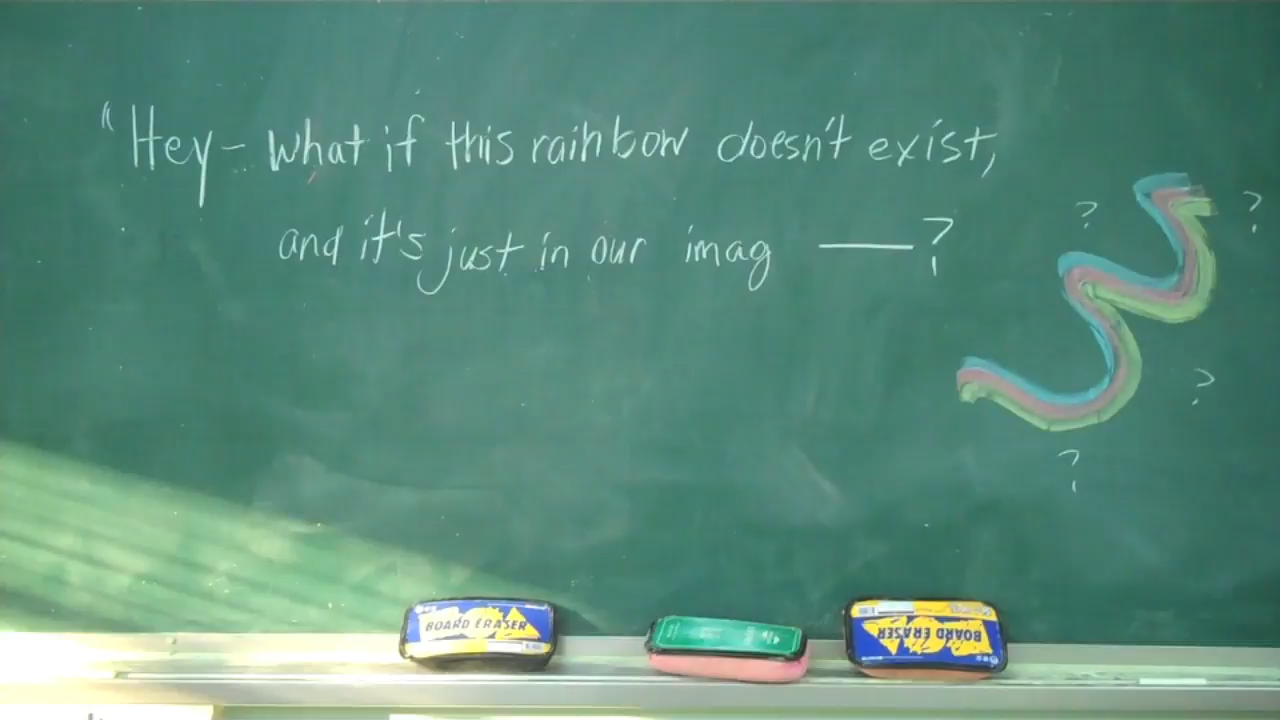 "Hey – What if this rainbow doesn't exist,
and it's just in our imag ——?
?
?
?
?
BOARD ERASER
BOARD ERASER